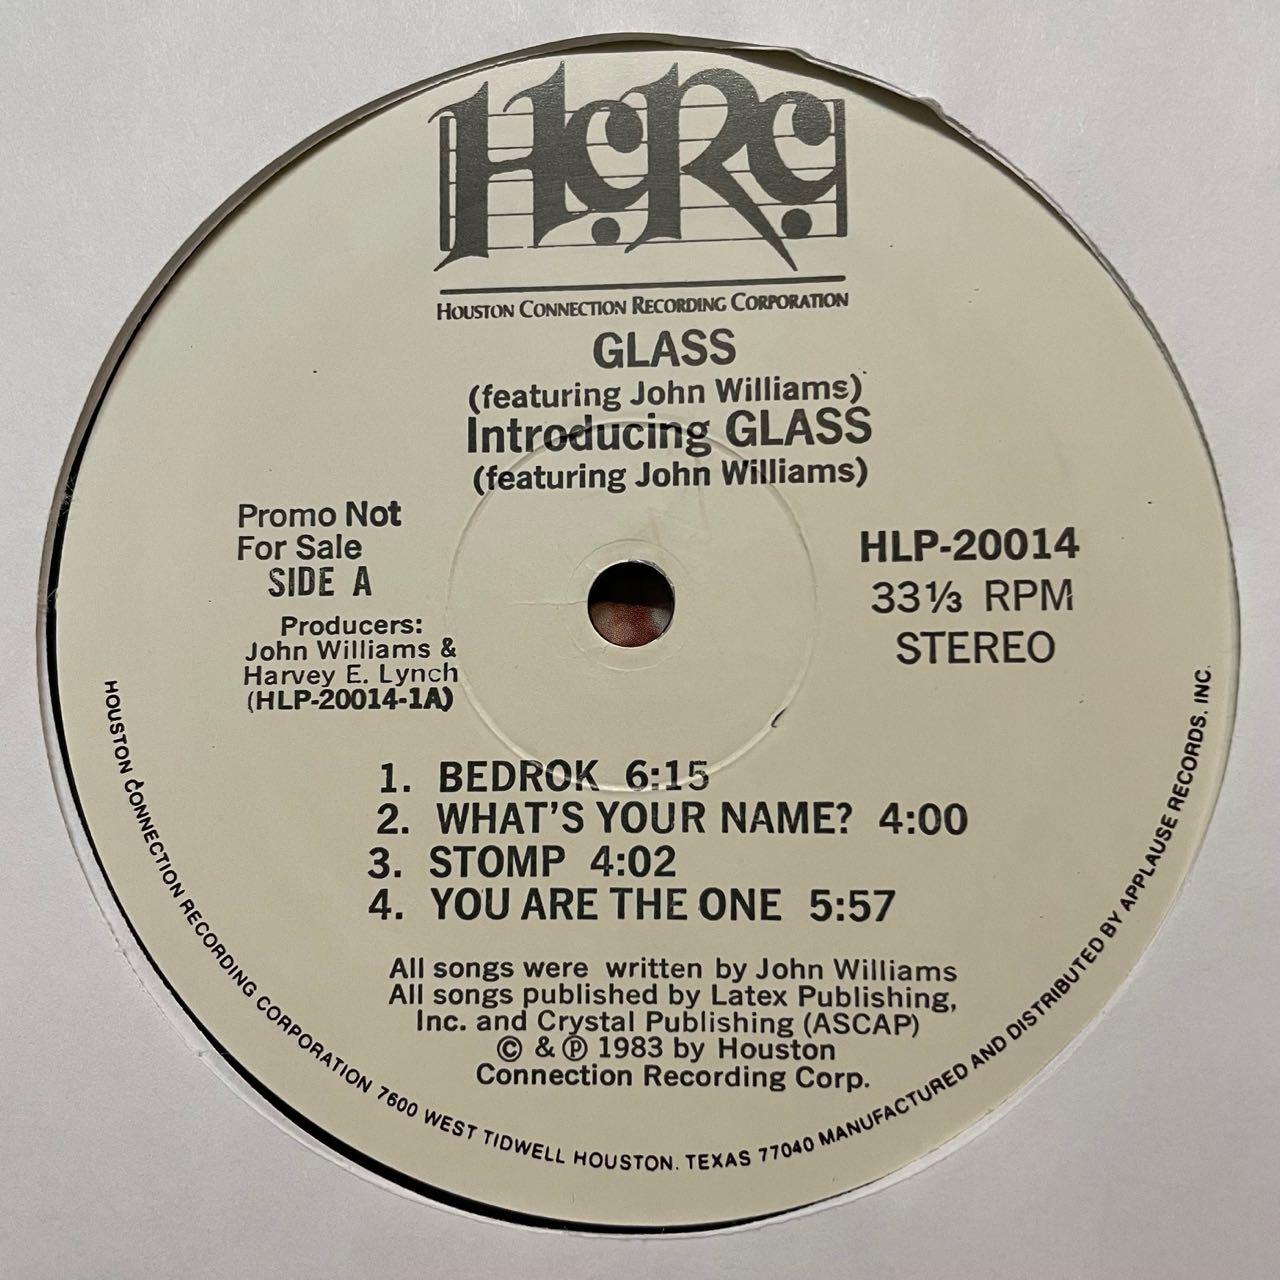 HcRc
HOUSTON CONNECTION RECORDING CORPORATION
GLASS
(featuring John Williams)
Introducing GLASS
(featuring John Williams)
Promo Not
For Sale
SIDE A
Producers:
John Williams &
Harvey E. Lynch
(HLP-20014-1A)
HLP-20014
33⅓ RPM
STEREO
1. BEDROK 6:15
2. WHAT'S YOUR NAME? 4:00
3. STOMP 4:02
4. YOU ARE THE ONE 5:57
All songs were written by John Williams
All songs published by Latex Publishing,
Inc. and Crystal Publishing (ASCAP)
© & ℗ 1983 by Houston
Connection Recording Corp.
HOUSTON CONNECTION RECORDING CORPORATION 7600 WEST TIDWELL HOUSTON. TEXAS 77040 MANUFACTURED AND DISTRIBUTED BY APPLAUSE RECORDS. INC.